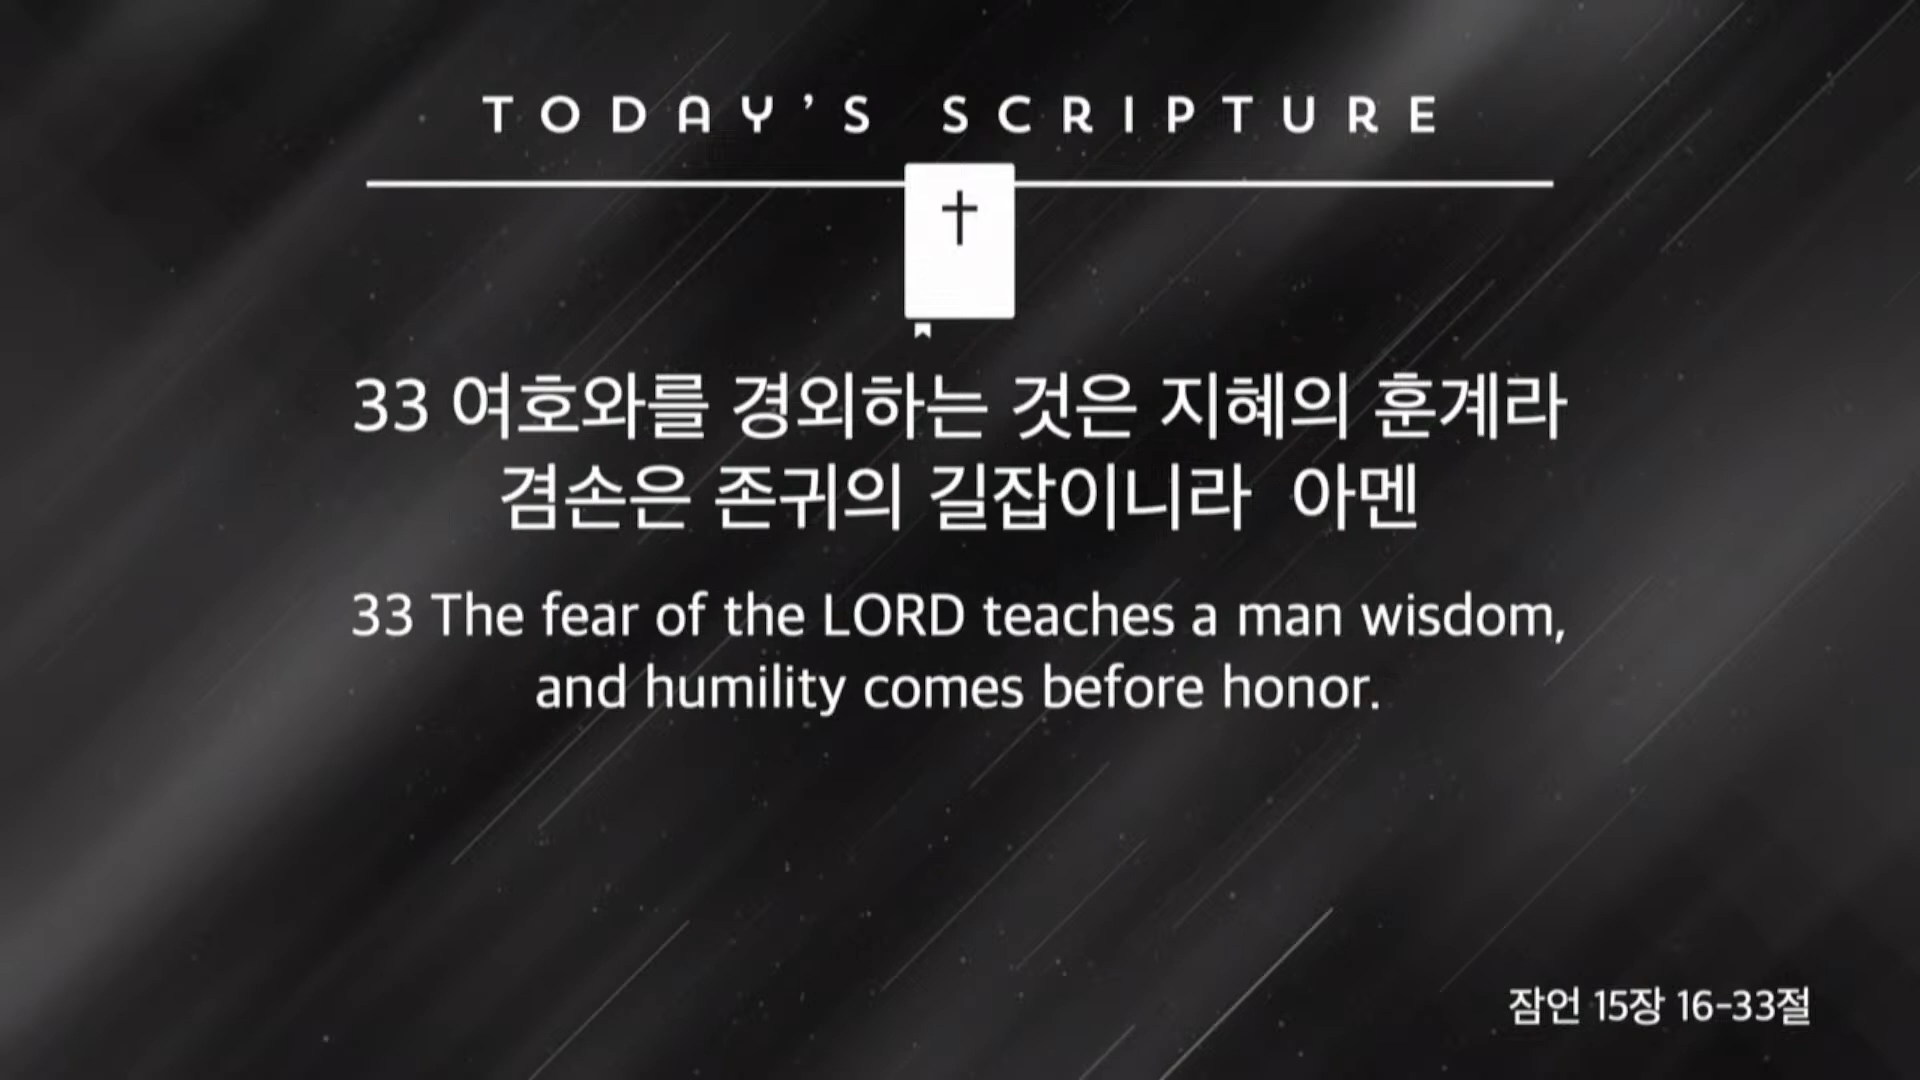 TODAY'S SCRIPTURE
33 여호와를 경외하는 것은 지혜의 훈계라
겸손은 존귀의 길잡이니라 아멘
33 The fear of the LORD teaches a man wisdom,
and humility comes before honor.
잠언 15장 16-33절